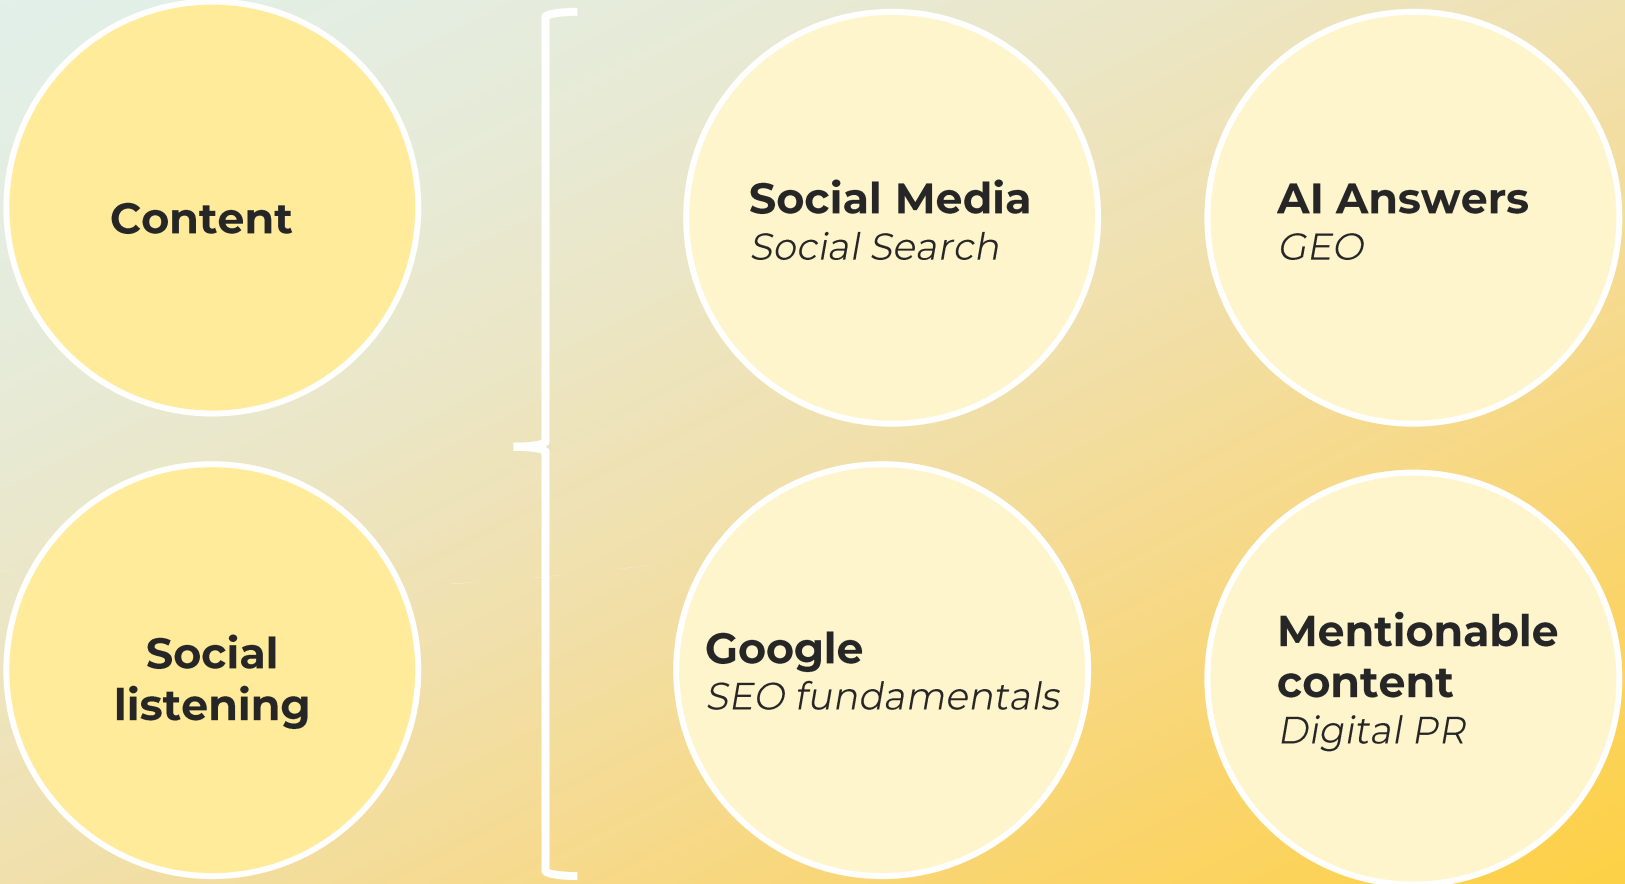 Content
Social
listening
Social Media
Social Search
AI Answers
GEO
Google
SEO fundamentals
Mentionable
content
Digital PR